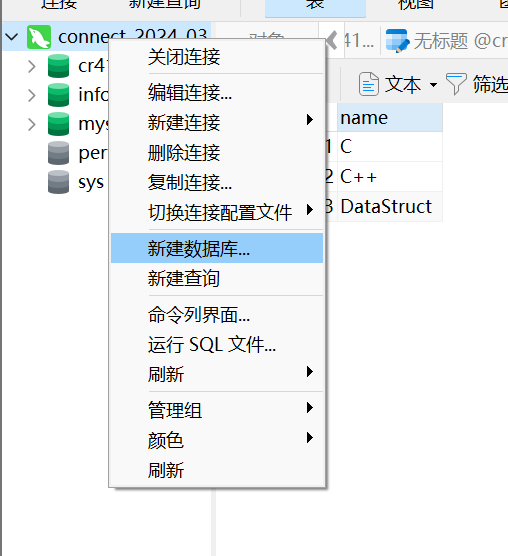 连接 新建查询 表 视图
connect_2024_03 对象 41... 无标题 @cr
cr41
info
mys
per
sys
关闭连接
编辑连接...
新建连接
删除连接
复制连接...
切换连接配置文件
新建数据库...
新建查询
命令列界面...
运行 SQL 文件...
刷新
管理组
颜色
刷新
文本 筛选
name
1 C
2 C++
3 DataStruct